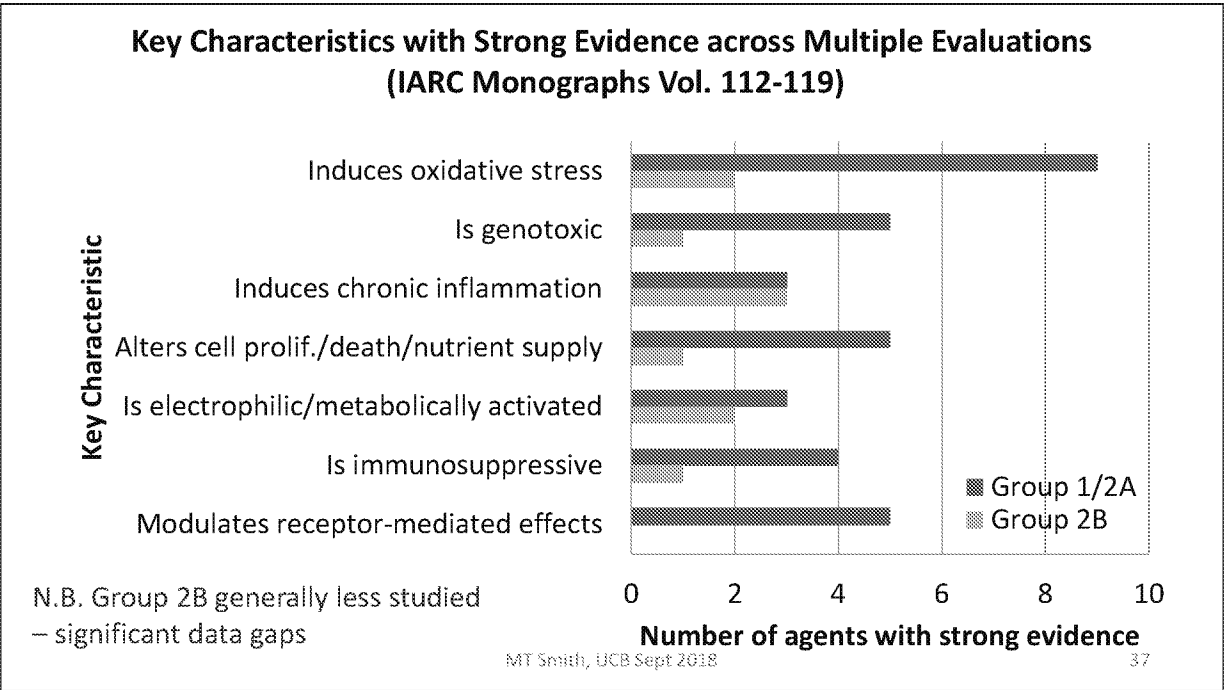 Key Characteristics with Strong Evidence across Multiple Evaluations
(IARC Monographs Vol. 112-119)
Key Characteristic
Induces oxidative stress
Is genotoxic
Induces chronic inflammation
Alters cell prolif./death/nutrient supply
Is electrophilic/metabolically activated
Is immunosuppressive
Modulates receptor-mediated effects
Group 1/2A
Group 2B
0 2 4 6 8 10
Number of agents with strong evidence
N.B. Group 2B generally less studied
– significant data gaps
MT Smith, UCB Sept 2018
37